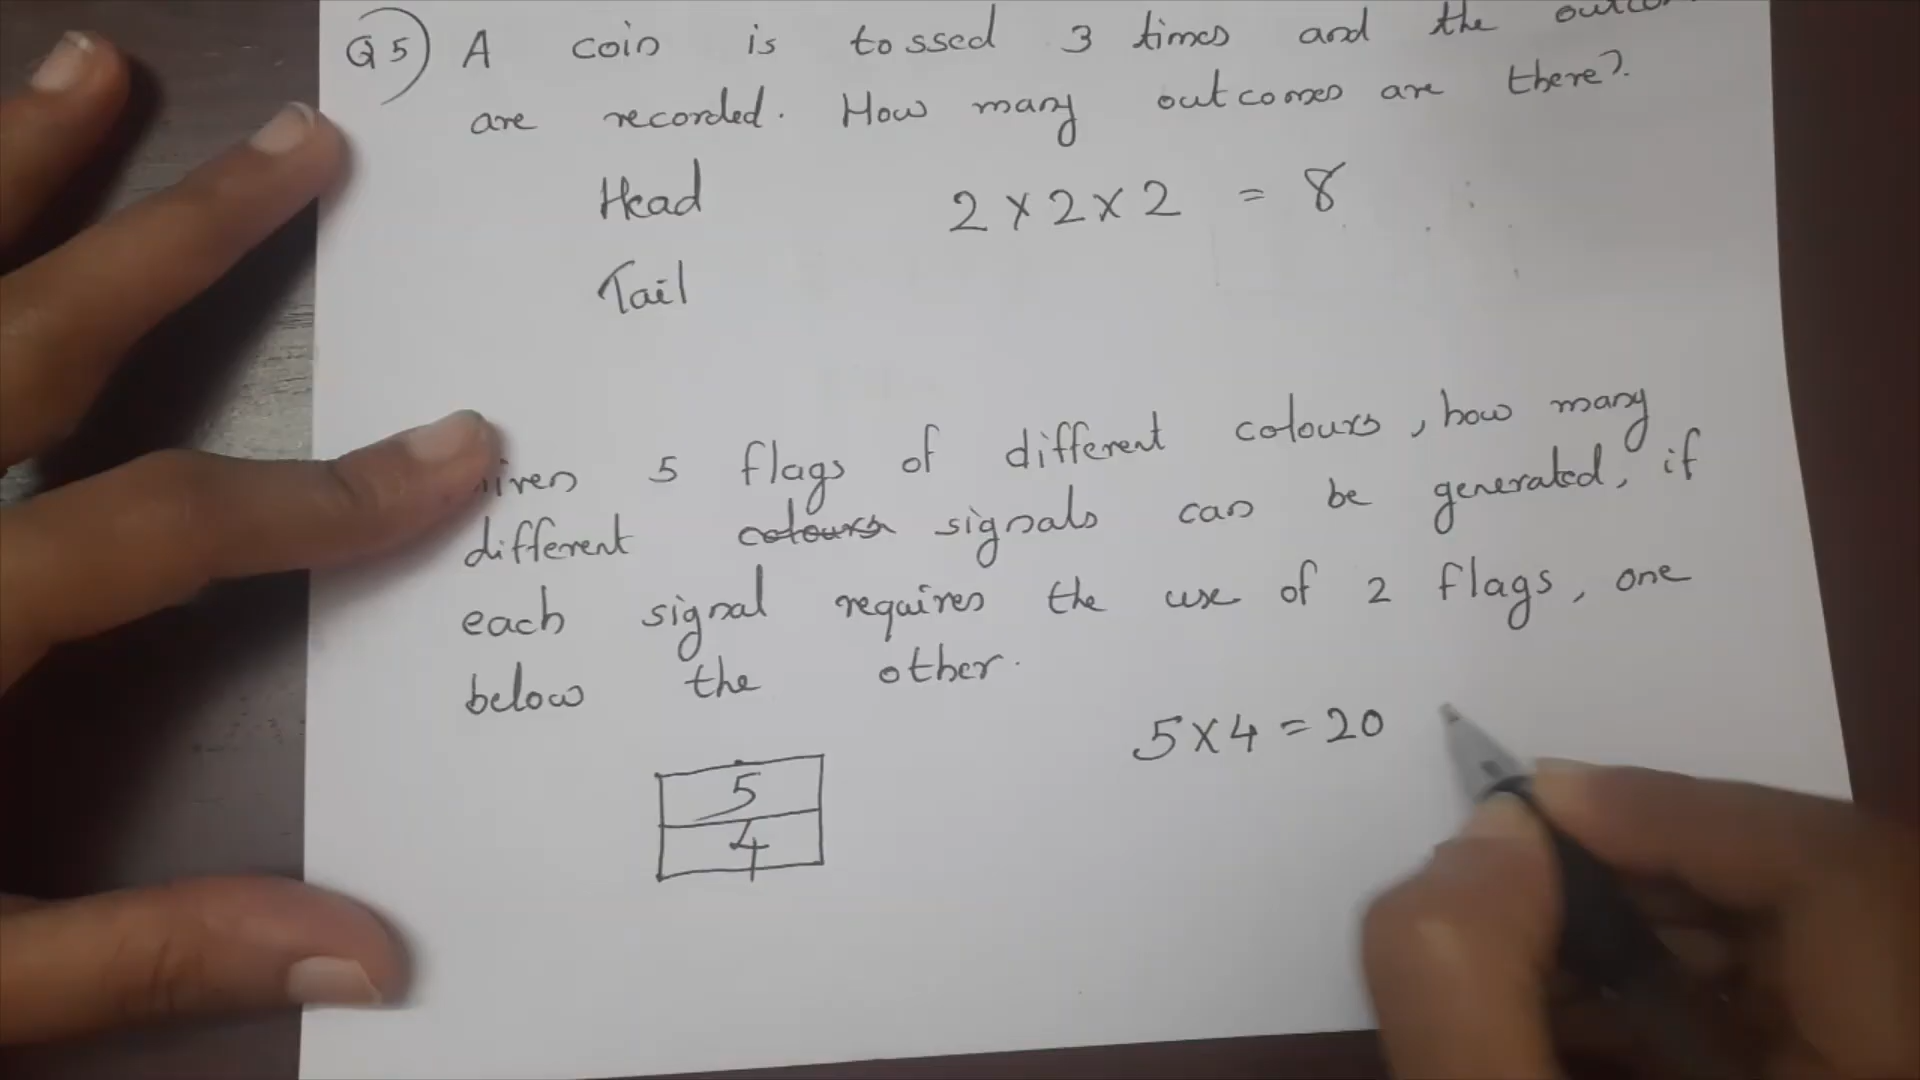 Q5) A coin is tossed 3 times and the
are recorded. How many outcomes are there?
Head 2 x 2 x 2 = 8
Tail
5 flags of different colours, how many
different colours signals can be generated, if
each signal requires the use of 2 flags, one
below the other.
5 x 4 = 20
5
4